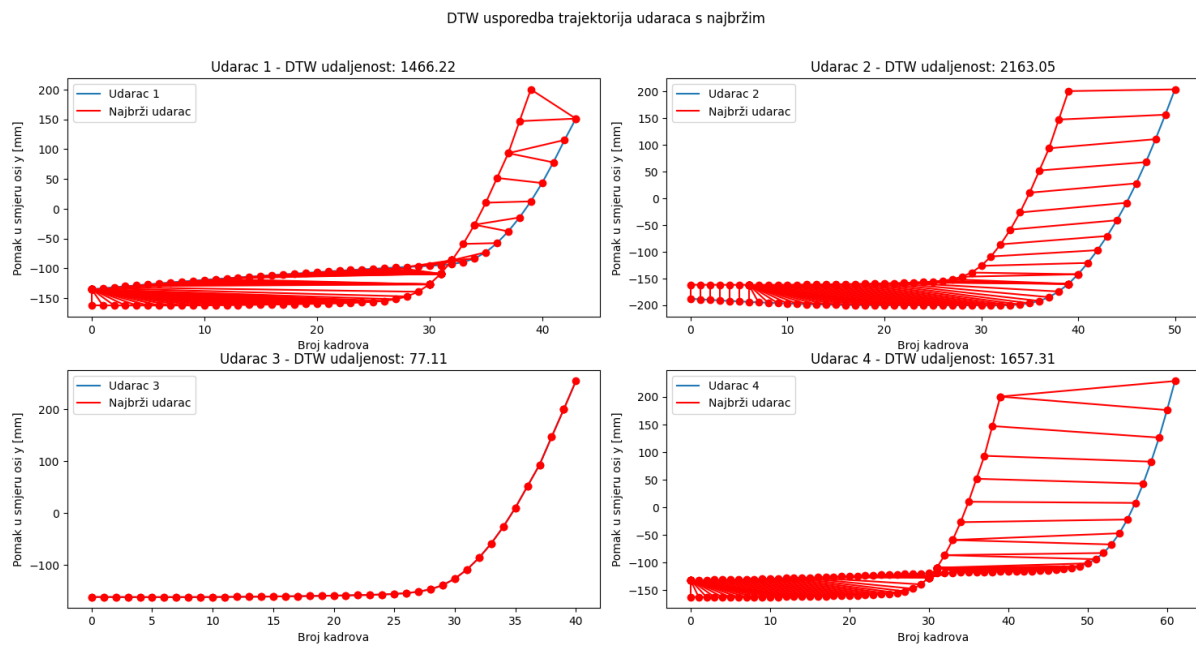 DTW usporedba trajektorija udaraca s najbržim
Udarac 1 - DTW udaljenost: 1466.22
Pomak u smjeru osi y [mm]
200
150
100
50
0
−50
−100
−150
Udarac 1
Najbrži udarac
0
10
20
30
40
Broj kadrova
Udarac 2 - DTW udaljenost: 2163.05
Pomak u smjeru osi y [mm]
200
150
100
50
0
−50
−100
−150
−200
Udarac 2
Najbrži udarac
0
10
20
30
40
50
Broj kadrova
Udarac 3 - DTW udaljenost: 77.11
Pomak u smjeru osi y [mm]
200
100
0
−100
Udarac 3
Najbrži udarac
0
5
10
15
20
25
30
35
40
Broj kadrova
Udarac 4 - DTW udaljenost: 1657.31
Pomak u smjeru osi y [mm]
200
150
100
50
0
−50
−100
−150
Udarac 4
Najbrži udarac
0
10
20
30
40
50
60
Broj kadrova